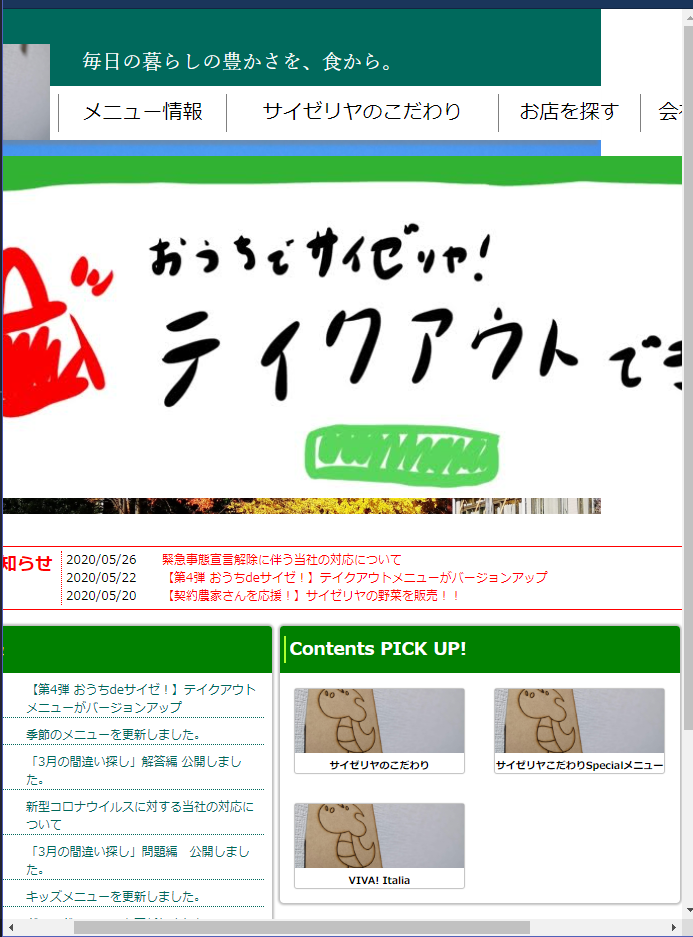 毎日の暮らしの豊かさを、食から。
メニュー情報
サイゼリヤのこだわり
お店を探す
会
おうちでサイゼリヤ!
テイクアウトでき
知らせ
2020/05/26 緊急事態宣言解除に伴う当社の対応について
2020/05/22 【第4弾 おうちdeサイゼ！】テイクアウトメニューがバージョンアップ
2020/05/20 【契約農家さんを応援！】サイゼリヤの野菜を販売！！
【第4弾 おうちdeサイゼ！】テイクアウト
メニューがバージョンアップ
季節のメニューを更新しました。
「3月の間違い探し」解答編 公開しまし
た。
新型コロナウイルスに対する当社の対応に
ついて
「3月の間違い探し」問題編　公開しまし
た。
キッズメニューを更新しました。
Contents PICK UP!
サイゼリヤのこだわり
サイゼリヤこだわりSpecialメニュー
VIVA! Italia